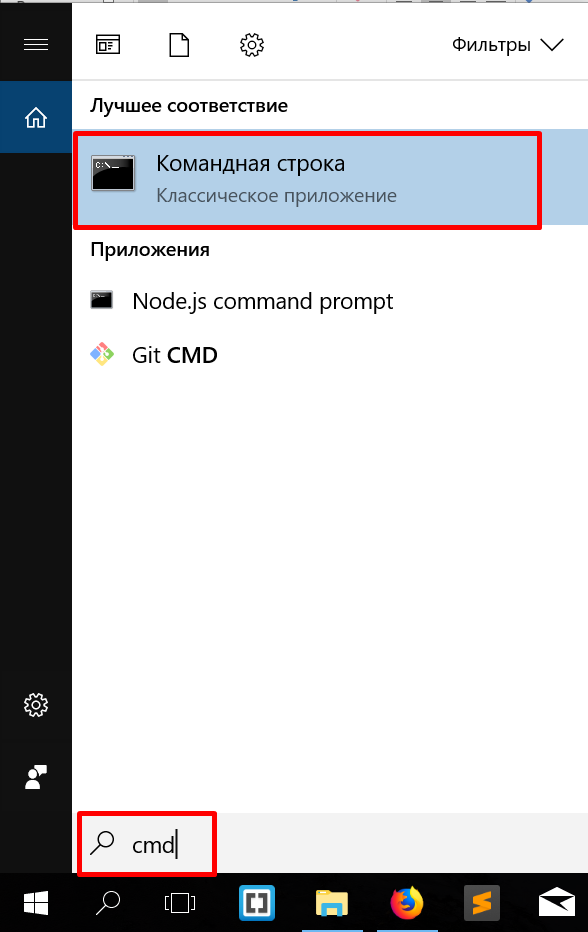 Фильтры
Лучшее соответствие
C:\.
Командная строка
Классическое приложение
Приложения
Node.js command prompt
Git CMD
cmd